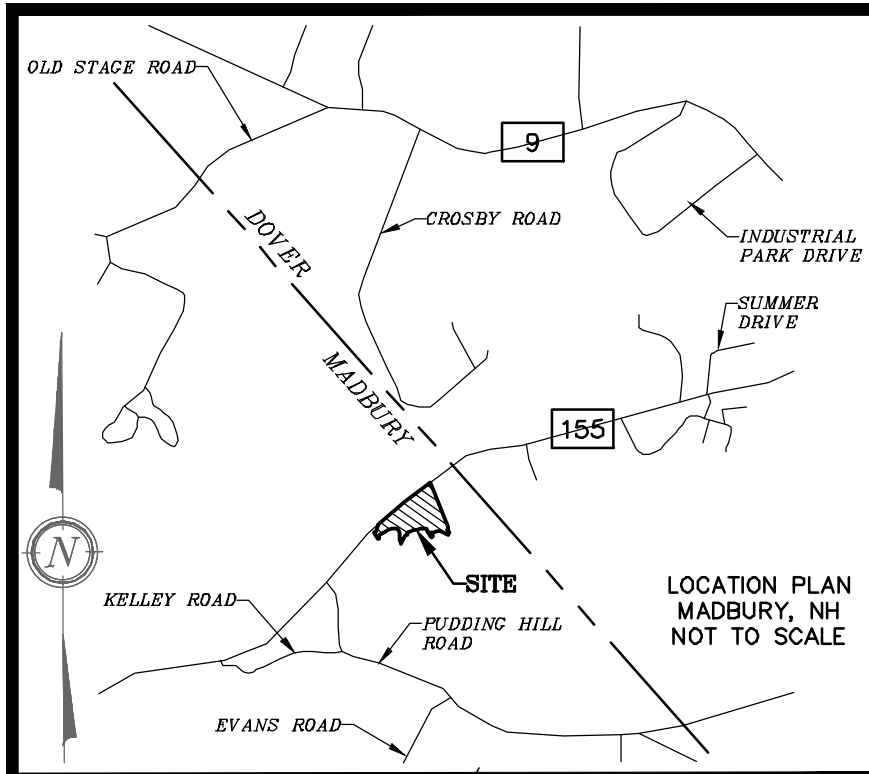 OLD STAGE ROAD
9
DOVER
CROSBY ROAD
INDUSTRIAL
PARK DRIVE
SUMMER
DRIVE
MADBURY
155
SITE
N
KELLEY ROAD
PUDDING HILL
ROAD
EVANS ROAD
LOCATION PLAN
MADBURY, NH
NOT TO SCALE